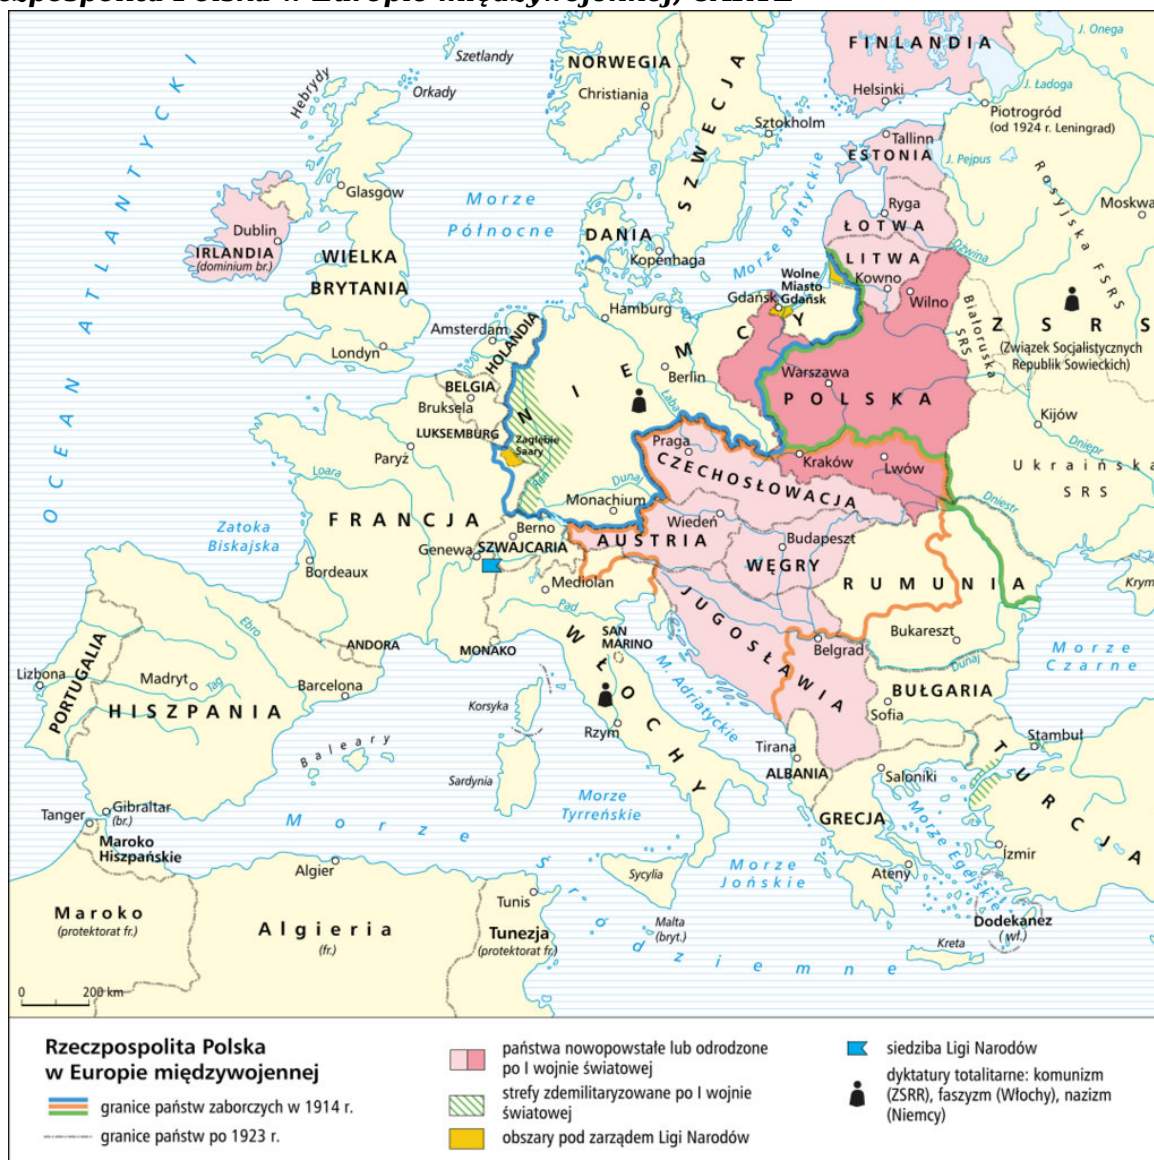 Rzeczpospolita Polska w Europie międzywojennej,
OCEAN ATLANTYCKI
Szetlandy
Hebrydy
Orkady
NORWEGIA
Christiania
SZWECJA
Sztokholm
FINLANDIA
Helsinki
J. Onega
J. Ładoga
Piotrogród
(od 1924 r. Leningrad)
Tallinn
ESTONIA
J. Pejpus
Rosyjska FSRS
Moskwa
Glasgow
Morze
Północne
Morze Bałtyckie
Ryga
ŁOTWA
Dźwina
Dublin
IRLANDIA
(dominium br.)
WIELKA
BRYTANIA
DANIA
Kopenhaga
LITWA
Kowno
Wilno
Wolne
Miasto
Gdańsk
Gdańsk
Białoruska
SRS
ZSRS
(Związek Socjalistycznych
Republik Sowieckich)
Hamburg
Amsterdam
HOLANDIA
Londyn
BELGIA
Bruksela
LUKSEMBURG
NIEMCY
Berlin
Łaba
Warszawa
POLSKA
Kijów
Dniepr
Zagłębie
Saary
Ren
Praga
CZECHOSŁOWACJA
Kraków
Lwów
Ukraińska
SRS
Dniestr
Paryż
Loara
FRANCJA
Dunaj
Monachium
Zatoka
Biskajska
Berno
Genewa
SZWAJCARIA
Wiedeń
AUSTRIA
Budapeszt
WĘGRY
RUMUNIA
Krym
Bordeaux
Mediolan
Pad
JUGOSŁAWIA
Bukareszt
Belgrad
Dunaj
Morze
Czarne
PORTUGALIA
Lizbona
Madryt
Tag
HISZPANIA
Ebro
ANDORA
Barcelona
MONAKO
SAN
MARINO
WŁOCHY
M. Adriatyckie
BUŁGARIA
Sofia
Korsyka
Rzym
Baleary
Sardynia
Tirana
ALBANIA
Saloniki
Stambuł
TURCJA
Tanger
Gibraltar
(br.)
Maroko
Hiszpańskie
Morze
Tyrreńskie
GRECJA
Morze Egejskie
Izmir
Ateny
Morze Śródziemne
Algier
Sycylia
Morze
Jońskie
Maroko
(protektorat fr.)
Algieria
(fr.)
Tunis
Tunezja
(protektorat fr.)
Malta
(bryt.)
Kreta
Dodekanez
(wł.)
0 200 km
Rzeczpospolita Polska
w Europie międzywojennej
granice państw zaborczych w 1914 r.
granice państw po 1923 r.
państwa nowopowstałe lub odrodzone
po I wojnie światowej
strefy zdemilitaryzowane po I wojnie
światowej
obszary pod zarządem Ligi Narodów
siedziba Ligi Narodów
dyktatury totalitarne: komunizm
(ZSRR), faszyzm (Włochy), nazizm
(Niemcy)